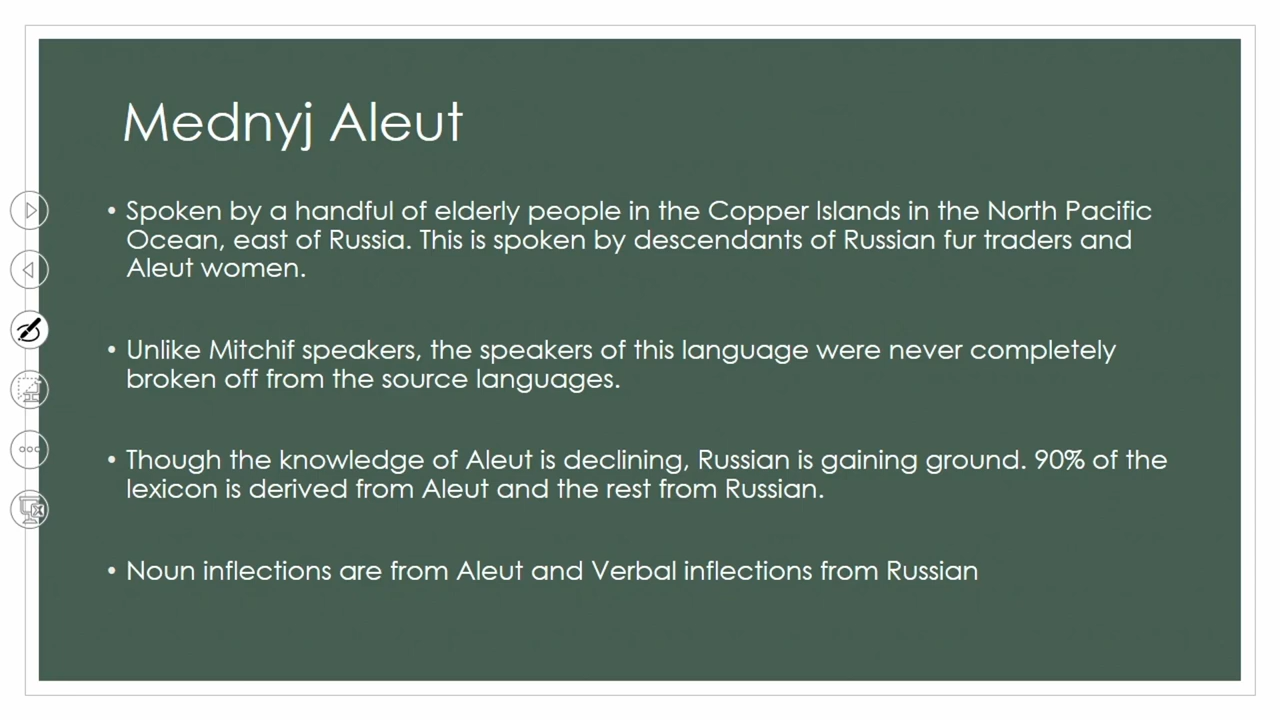 Mednyj Aleut
• Spoken by a handful of elderly people in the Copper Islands in the North Pacific
Ocean, east of Russia. This is spoken by descendants of Russian fur traders and
Aleut women.
• Unlike Mitchif speakers, the speakers of this language were never completely
broken off from the source languages.
• Though the knowledge of Aleut is declining, Russian is gaining ground. 90% of the
lexicon is derived from Aleut and the rest from Russian.
• Noun inflections are from Aleut and Verbal inflections from Russian